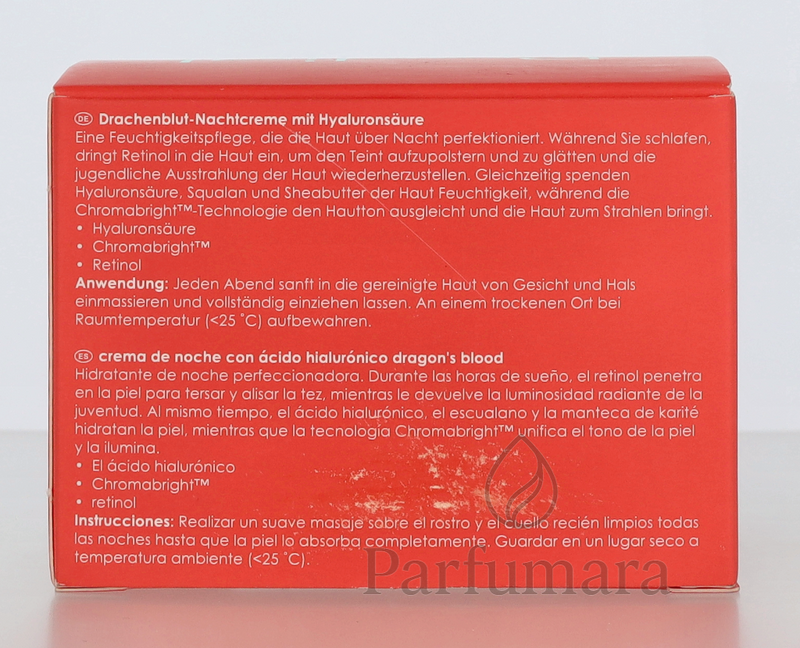 DE Drachenblut-Nachtcreme mit Hyaluronsäure
Eine Feuchtigkeitspflege, die die Haut über Nacht perfektioniert. Während Sie schlafen,
dringt Retinol in die Haut ein, um den Teint aufzupolstern und zu glätten und die
jugendliche Ausstrahlung der Haut wiederherzustellen. Gleichzeitig spenden
Hyaluronsäure, Squalan und Sheabutter der Haut Feuchtigkeit, während die
Chromabright™-Technologie den Hautton ausgleicht und die Haut zum Strahlen bringt.
• Hyaluronsäure
• Chromabright™
• Retinol
Anwendung: Jeden Abend sanft in die gereinigte Haut von Gesicht und Hals
einmassieren und vollständig einziehen lassen. An einem trockenen Ort bei
Raumtemperatur (<25 ˚C) aufbewahren.
ES crema de noche con ácido hialurónico dragon's blood
Hidratante de noche perfeccionadora. Durante las horas de sueño, el retinol penetra
en la piel para tersar y alisar la tez, mientras le devuelve la luminosidad radiante de la
juventud. Al mismo tiempo, el ácido hialurónico, el escualano y la manteca de karité
hidratan la piel, mientras que la tecnología Chromabright™ unifica el tono de la piel
y la ilumina.
• El ácido hialurónico
• Chromabright™
• retinol
Instrucciones: Realizar un suave masaje sobre el rostro y el cuello recién limpios todas
las noches hasta que la piel lo absorba completamente. Guardar en un lugar seco a
temperatura ambiente (<25 ˚C).
Parfumara